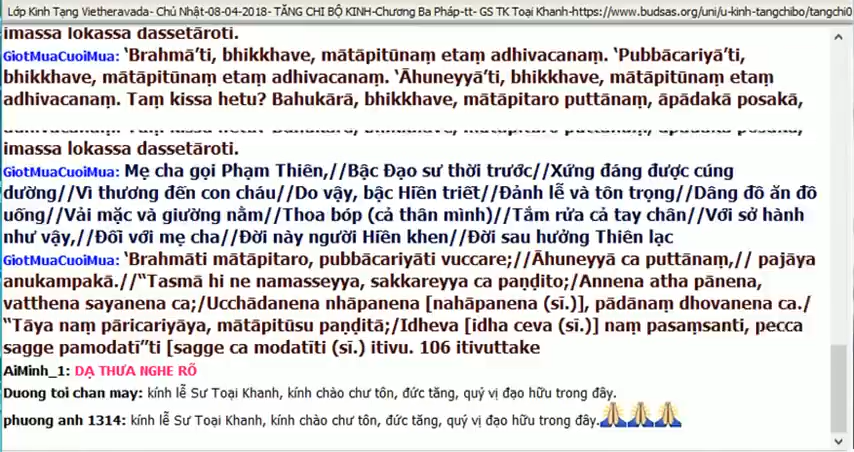 Lớp Kinh Tạng Vietheravada- Chủ Nhật-08-04-2018- TĂNG CHI BỘ KINH-Chương Ba Pháp-tt- GS TK Toại Khanh-https://www.budsas.org/uni/u-kinh-tangchibo/tangchi0
imassa lokassa dassetāroti.
GiotMuaCuoiMua: ‘Brahmā’ti, bhikkhave, mātāpitūnaṃ etaṃ adhivacanaṃ. ‘Pubbācariyā’ti,
bhikkhave, mātāpitūnaṃ etaṃ adhivacanaṃ. ‘Āhuneyyā’ti, bhikkhave, mātāpitūnaṃ etaṃ
adhivacanaṃ. Taṃ kissa hetu? Bahukārā, bhikkhave, mātāpitaro puttānaṃ, āpādakā posakā,
adhivacanaṃ. Taṃ kissa hetu? Bahukārā, bhikkhave, mātāpitaro puttānaṃ, āpādakā posakā,
imassa lokassa dassetāroti.
GiotMuaCuoiMua: Mẹ cha gọi Phạm Thiên,//Bậc Đạo sư thời trước//Xứng đáng được cúng
dường//Vì thương đến con cháu//Do vậy, bậc Hiền triết//Đảnh lễ và tôn trọng//Dâng đồ ăn đồ
uống//Vải mặc và giường nằm//Thoa bóp (cả thân mình)//Tắm rửa cả tay chân//Với sở hành
như vậy,//Đối với mẹ cha//Đời này người Hiền khen//Đời sau hưởng Thiên lạc
GiotMuaCuoiMua: ‘Brahmāti mātāpitaro, pubbācariyāti vuccare;//Āhuneyyā ca puttānaṃ,// pajāya
anukampakā.//“Tasmā hi ne namasseyya, sakkareyya ca paṇḍito;/Annena atha pānena,
vatthena sayanena ca;/Ucchādanena nhāpanena [nahāpanena (sī.)], pādānaṃ dhovanena ca./
“Tāya naṃ pāricariyāya, mātāpitūsu paṇḍitā;/Idheva [idha ceva (sī.)] naṃ pasaṃsanti, pecca
sagge pamodatī”ti [sagge ca modatīti (sī.) itivu. 106 itivuttake
AiMinh_1: DẠ THƯA NGHE RÕ
Duong toi chan may: kính lễ Sư Toại Khanh, kính chào chư tôn, đức tăng, quý vị đạo hữu trong đây.
phuong anh 1314: kính lễ Sư Toại Khanh, kính chào chư tôn, đức tăng, quý vị đạo hữu trong đây.